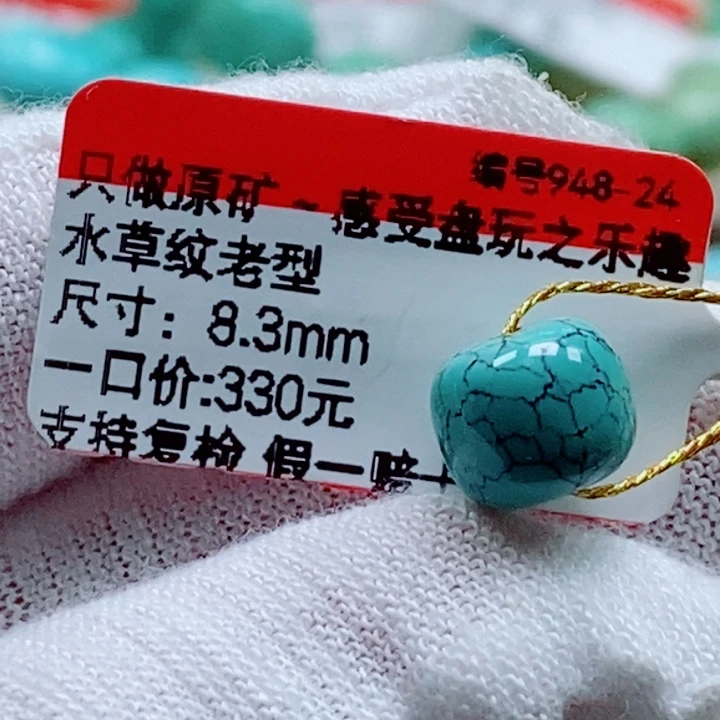 编号948-24
只做原矿~感受盘玩之乐趣
水草纹老型
尺寸：8.3mm
一口价:330元
支持复检 假一赔十